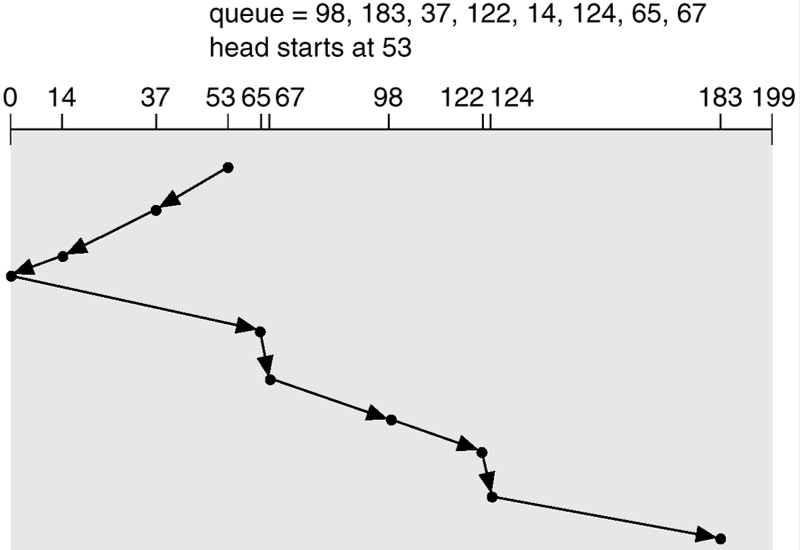 queue = 98, 183, 37, 122, 14, 124, 65, 67
head starts at 53
0 14 37 53 65 67 98 122 124 183 199